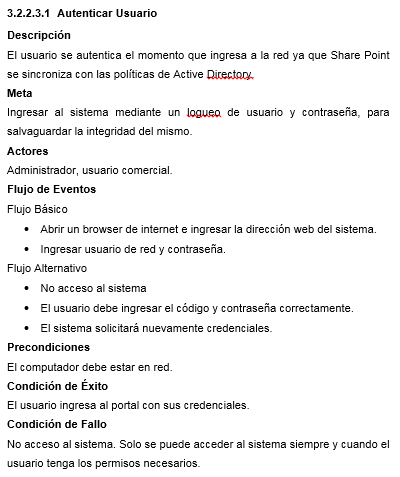 3.2.2.3.1 Autenticar Usuario
Descripción
El usuario se autentica el momento que ingresa a la red ya que Share Point
se sincroniza con las políticas de Active Directory.
Meta
Ingresar al sistema mediante un logueo de usuario y contraseña, para
salvaguardar la integridad del mismo.
Actores
Administrador, usuario comercial.
Flujo de Eventos
Flujo Básico
• Abrir un browser de internet e ingresar la dirección web del sistema.
• Ingresar usuario de red y contraseña.
Flujo Alternativo
• No acceso al sistema
• El usuario debe ingresar el código y contraseña correctamente.
• El sistema solicitará nuevamente credenciales.
Precondiciones
El computador debe estar en red.
Condición de Éxito
El usuario ingresa al portal con sus credenciales.
Condición de Fallo
No acceso al sistema. Solo se puede acceder al sistema siempre y cuando el
usuario tenga los permisos necesarios.